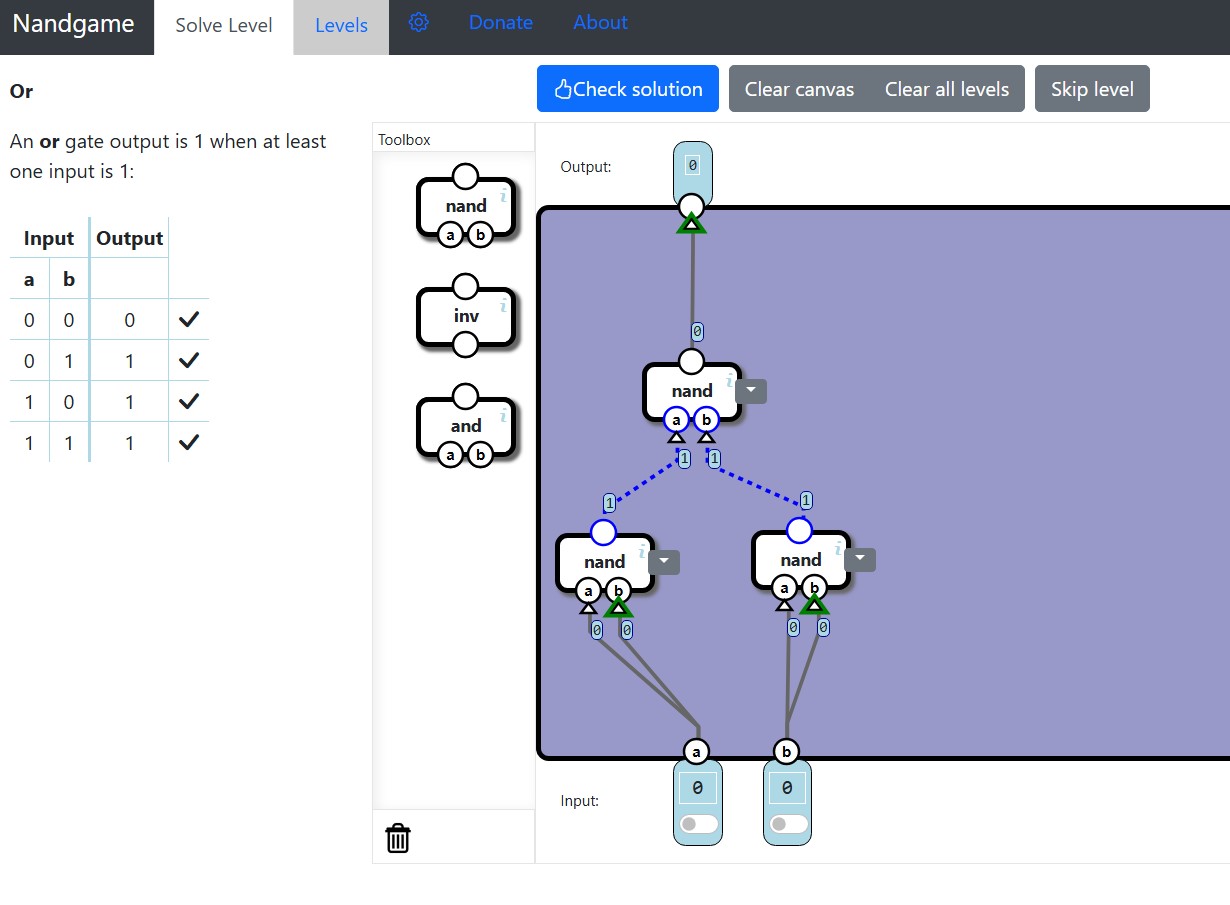 Nandgame
Solve Level
Levels
Donate
About
Or
An or gate output is 1 when at least
one input is 1:
Input Output
a b
0 0 0
0 1 1
1 0 1
1 1 1
Check solution
Clear canvas
Clear all levels
Skip level
Toolbox
nand
i
a b
inv
i
and
i
a b
Output:
0
0
nand
i
a b
1 1
1
1
nand
i
a b
0 0
nand
i
a b
0 0
a
b
Input:
0
0